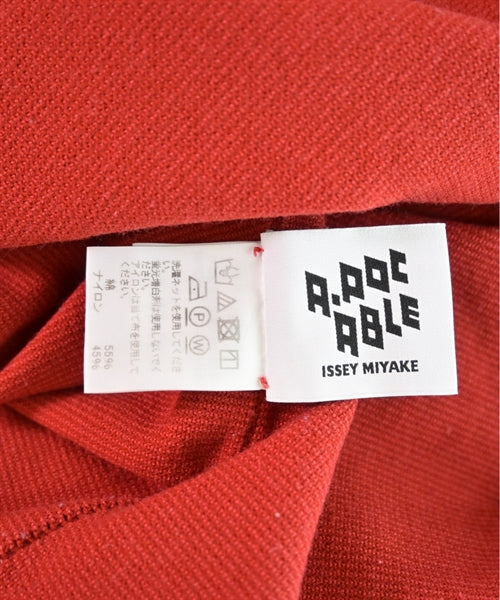 A.POC
ABLE
ISSEY MIYAKE
洗濯ネットを使用してくださ
い。
蛍光増白剤は使用しないでく
ださい。
アイロンは当て布を使用して
ください。
綿 55%
ナイロン 45%
P
W